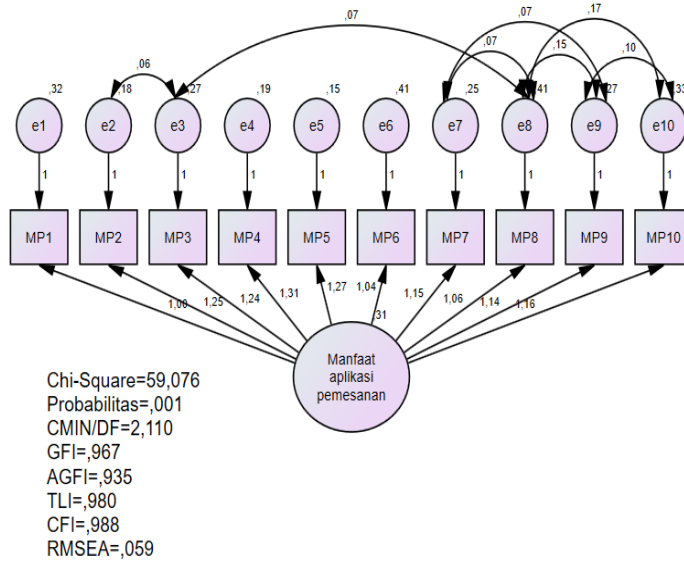 ,07 ,07 ,17
,06 ,07 ,15 ,10
,32 ,18 ,27 ,19 ,15 ,41 ,25 ,41 ,27 ,33
e1 e2 e3 e4 e5 e6 e7 e8 e9 e10
1 1 1 1 1 1 1 1 1 1
MP1 MP2 MP3 MP4 MP5 MP6 MP7 MP8 MP9 MP10
1,00 1,25 1,24 1,31 1,27 1,04 1,15 1,06 1,14 1,16
,31
Manfaat
aplikasi
pemesanan
Chi-Square=59,076
Probabilitas=,001
CMIN/DF=2,110
GFI=,967
AGFI=,935
TLI=,980
CFI=,988
RMSEA=,059